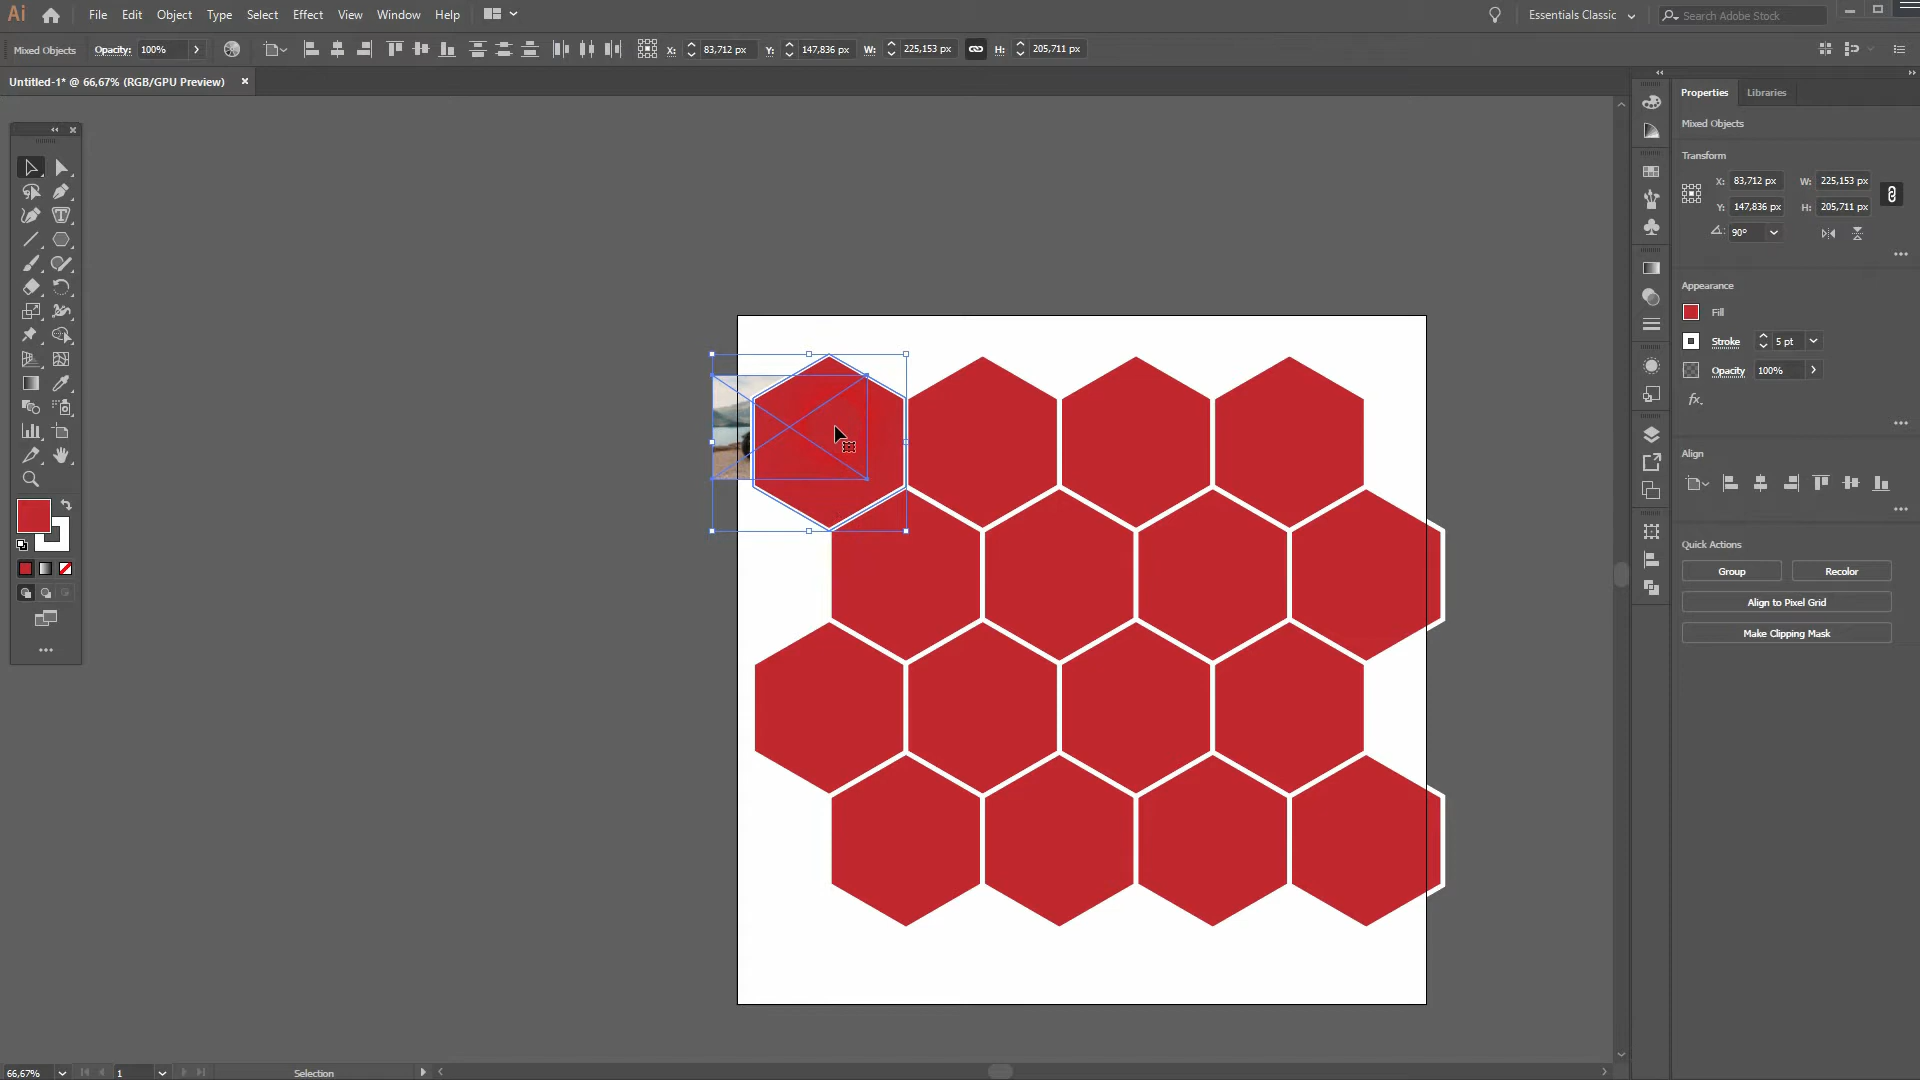 Ai File Edit Object Type Select Effect View Window Help Essentials Classic Search Adobe Stock
Mixed Objects Opacity: 100% X: 83,712 px Y: 147,836 px W: 225,153 px H: 205,711 px
Untitled-1* @ 66,67% (RGB/GPU Preview)
Properties Libraries
Mixed Objects
Transform
X: 83,712 px W: 225,153 px
Y: 147,836 px H: 205,711 px
90°
Appearance
Fill
Stroke 5 pt
Opacity 100%
fx.
Align
Quick Actions
Group Recolor
Align to Pixel Grid
Make Clipping Mask
66,67% 1 Selection